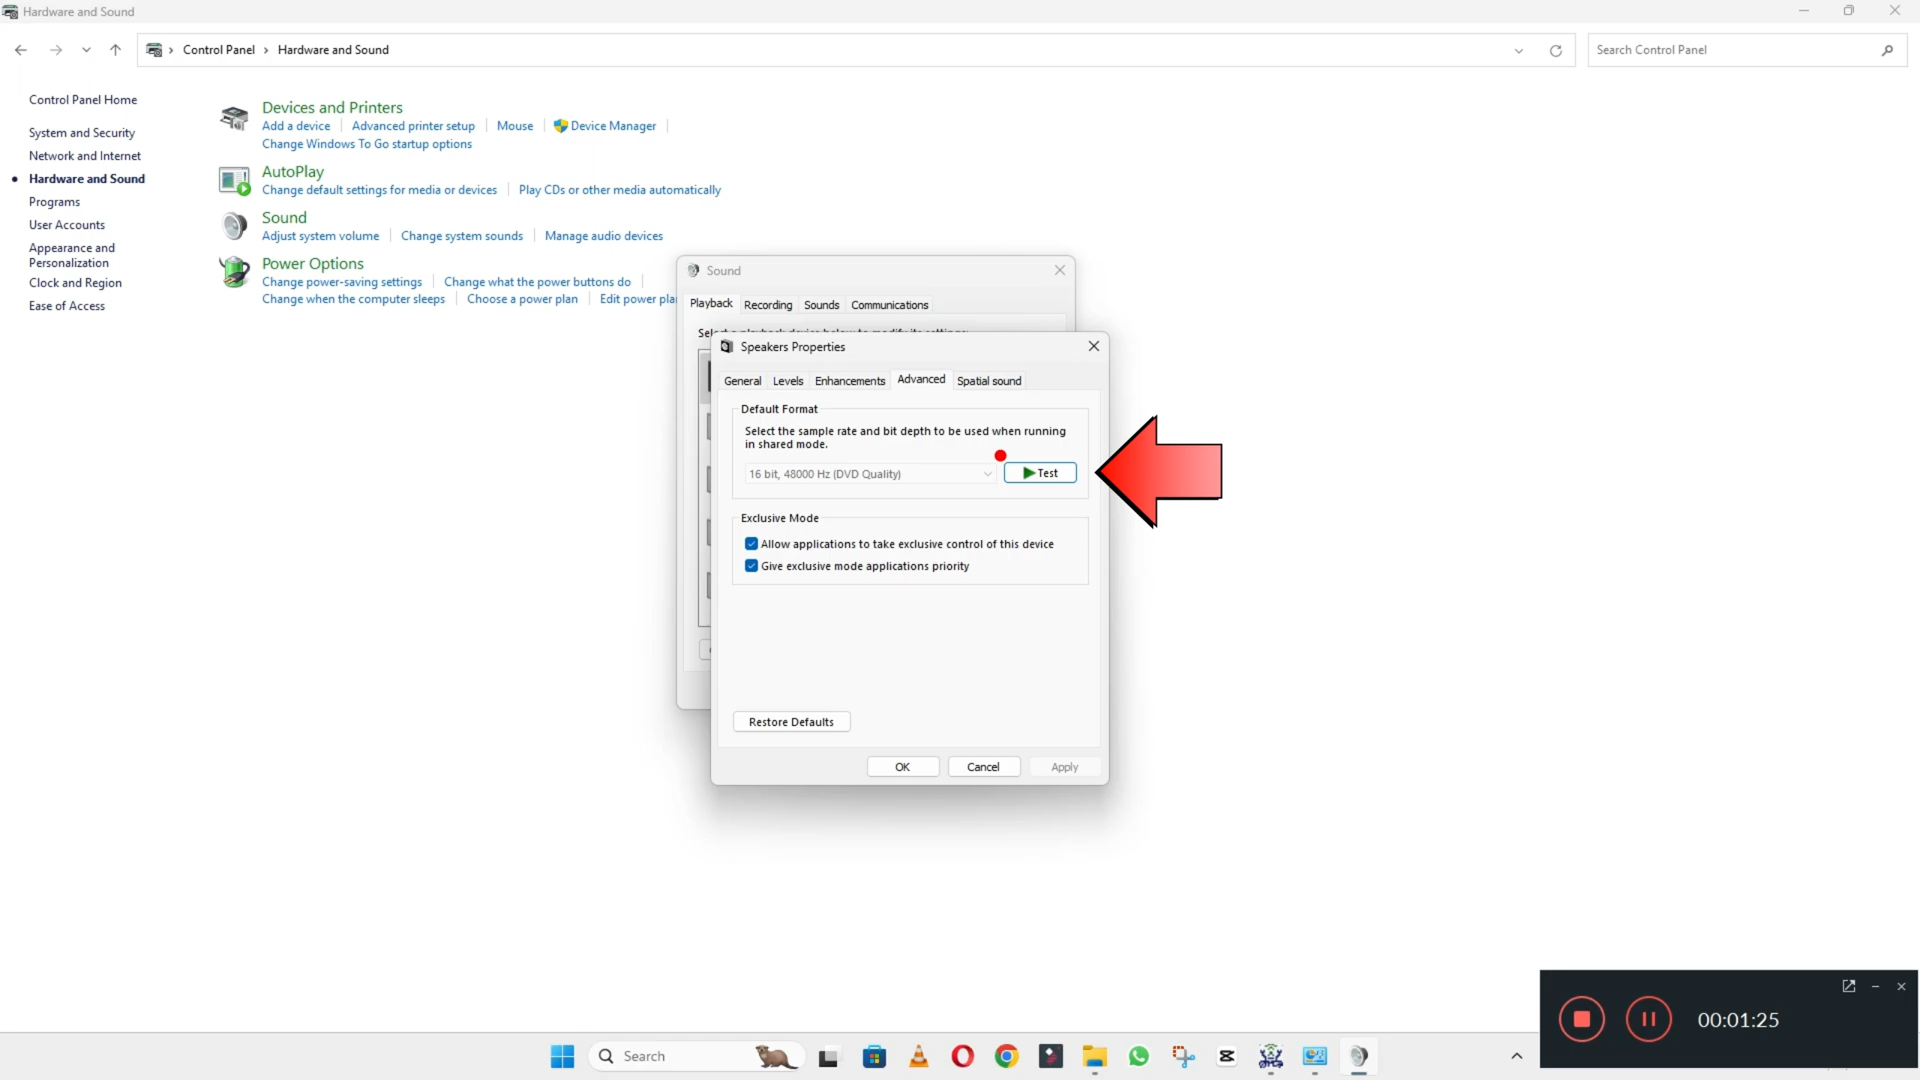 Hardware and Sound
Control Panel › Hardware and Sound
Search Control Panel
Control Panel Home
System and Security
Network and Internet
Hardware and Sound
Programs
User Accounts
Appearance and
Personalization
Clock and Region
Ease of Access
Devices and Printers
Add a device | Advanced printer setup | Mouse | Device Manager |
Change Windows To Go startup options
AutoPlay
Change default settings for media or devices | Play CDs or other media automatically
Sound
Adjust system volume | Change system sounds | Manage audio devices
Power Options
Change power-saving settings | Change what the power buttons do |
Change when the computer sleeps | Choose a power plan | Edit power pla
Sound
Playback Recording Sounds Communications
Speakers Properties
General Levels Enhancements Advanced Spatial sound
Default Format
Select the sample rate and bit depth to be used when running
in shared mode.
16 bit, 48000 Hz (DVD Quality)
Test
Exclusive Mode
Allow applications to take exclusive control of this device
Give exclusive mode applications priority
Restore Defaults
OK Cancel Apply
00:01:25
Search